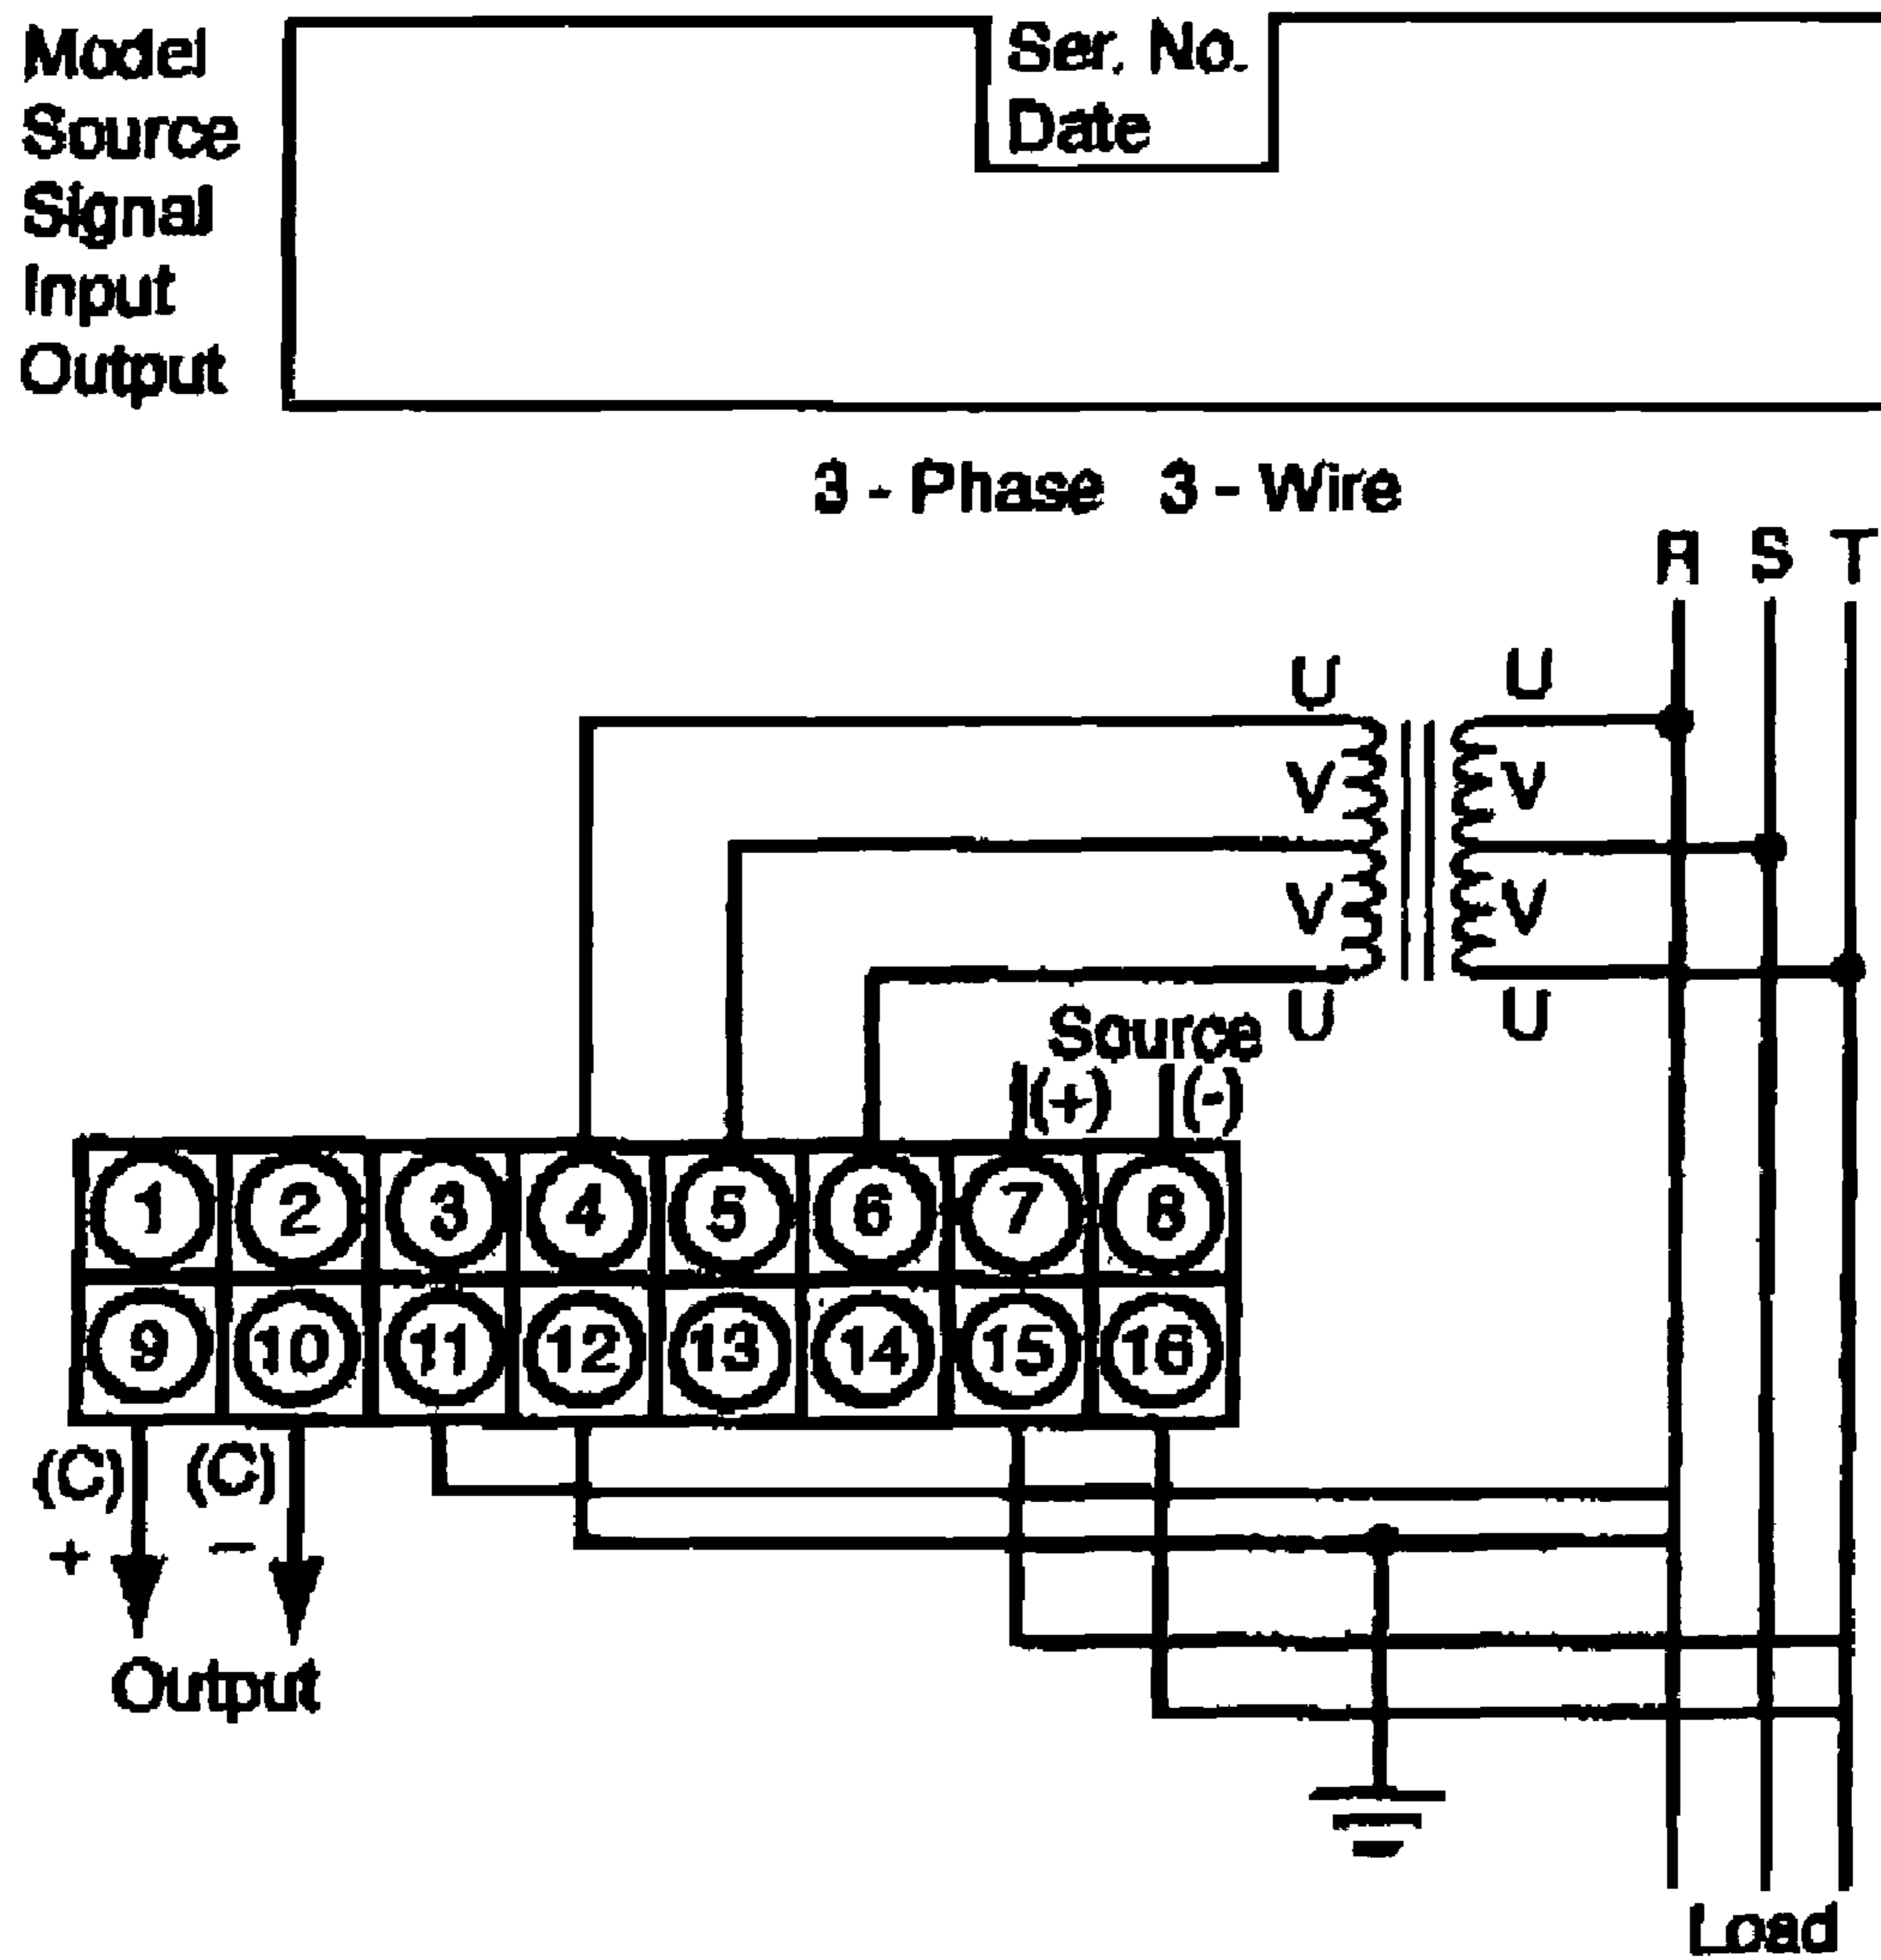 Model
Ser. No.
Source
Date
Signal
Input
Output
3 - Phase 3 - Wire
R S T
U U
V V
V V
U U
Source
(+) (-)
1 2 3 4 5 6 7 8
9 10 11 12 13 14 15 16
(C) (C)
+ −
Output
Load